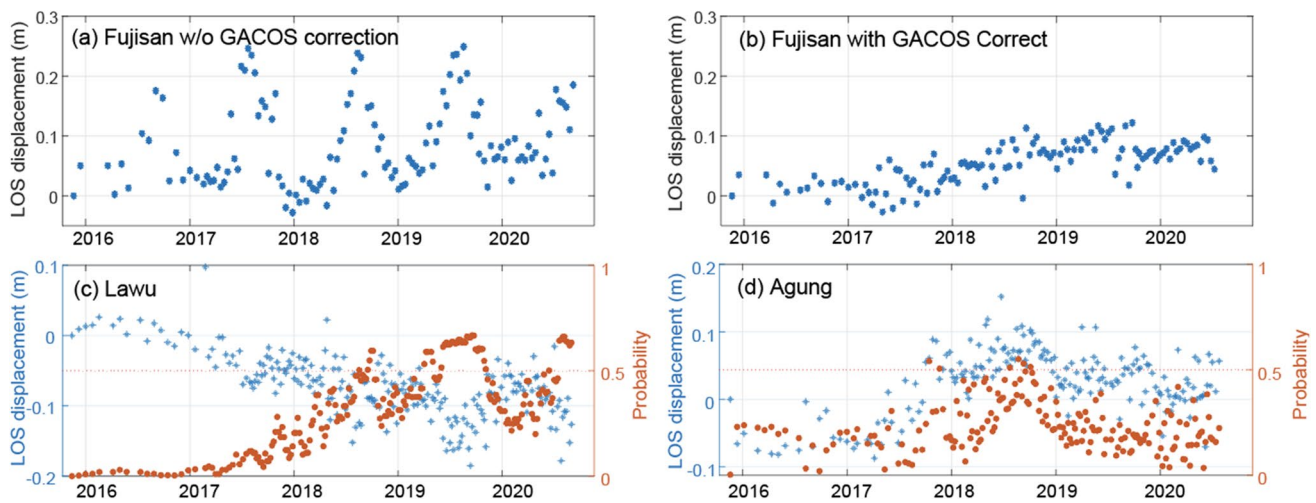 (a) Fujisan w/o GACOS correction
LOS displacement (m)
0.3
0.2
0.1
0
2016 2017 2018 2019 2020
(b) Fujisan with GACOS Correct
LOS displacement (m)
0.3
0.2
0.1
0
2016 2017 2018 2019 2020
(c) Lawu
LOS displacement (m)
0.1
0
-0.1
-0.2
1
0.5
0
Probability
2016 2017 2018 2019 2020
(d) Agung
LOS displacement (m)
0.2
0.1
0
-0.1
1
0.5
0
Probability
2016 2017 2018 2019 2020